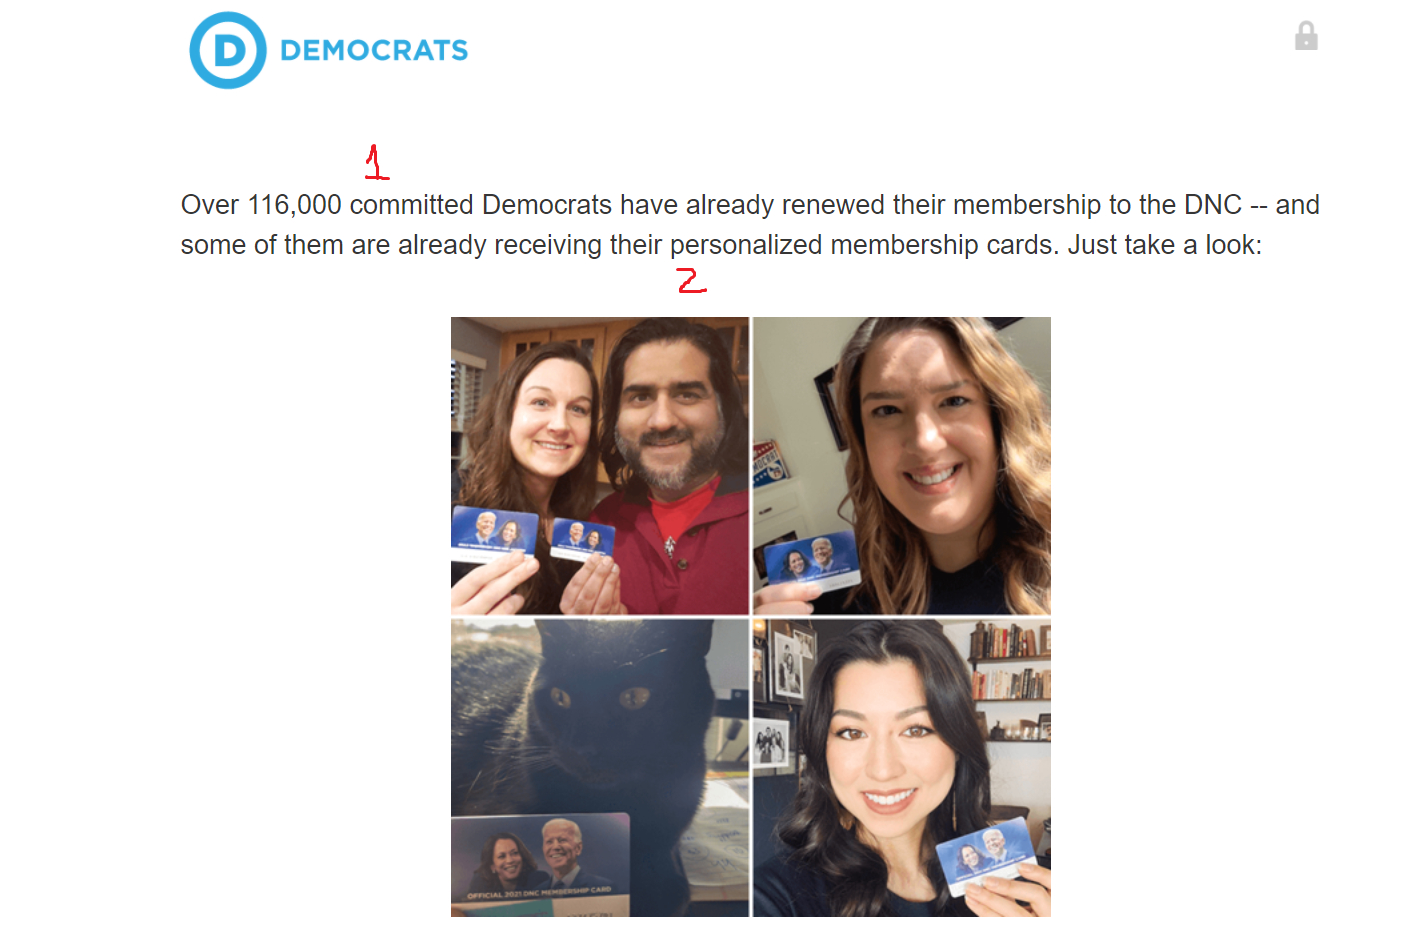 D DEMOCRATS
1
Over 116,000 committed Democrats have already renewed their membership to the DNC -- and
some of them are already receiving their personalized membership cards. Just take a look:
2
OFFICIAL 2021 DNC MEMBERSHIP CARD